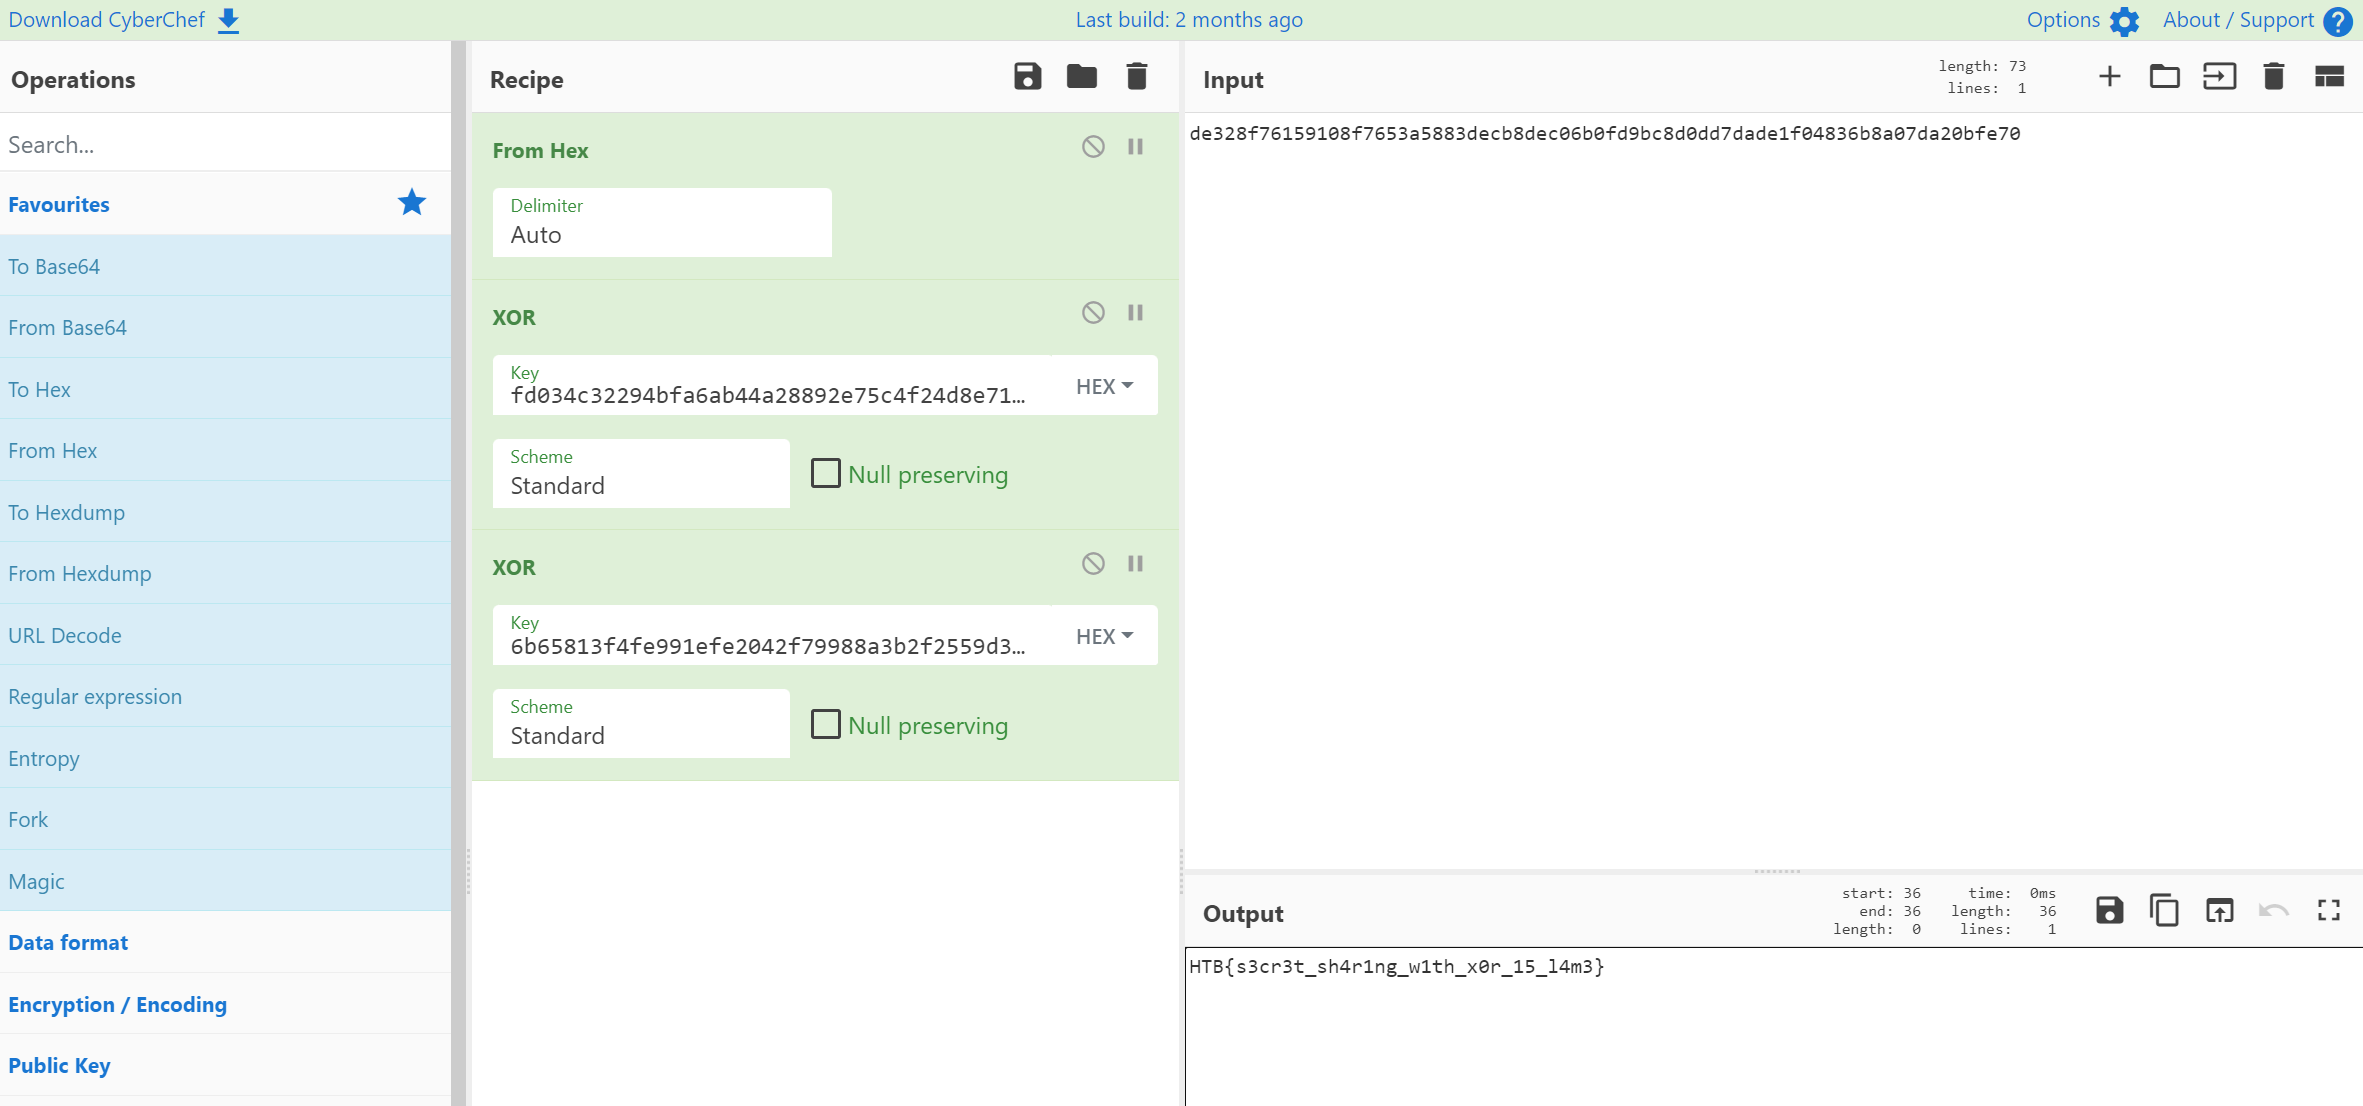 Download CyberChef
Last build: 2 months ago
Options
About / Support
Operations
Search...
Favourites
To Base64
From Base64
To Hex
From Hex
To Hexdump
From Hexdump
URL Decode
Regular expression
Entropy
Fork
Magic
Data format
Encryption / Encoding
Public Key
Recipe
From Hex
Delimiter
Auto
XOR
Key
fd034c32294bfa6ab44a28892e75c4f24d8e71…
HEX
Scheme
Standard
Null preserving
XOR
Key
6b65813f4fe991efe2042f79988a3b2f2559d3…
HEX
Scheme
Standard
Null preserving
Input
length: 73
lines: 1
de328f76159108f7653a5883decb8dec06b0fd9bc8d0dd7dade1f04836b8a07da20bfe70
Output
start: 36 time: 0ms
end: 36 length: 36
length: 0 lines: 1
HTB{s3cr3t_sh4r1ng_w1th_x0r_15_l4m3}